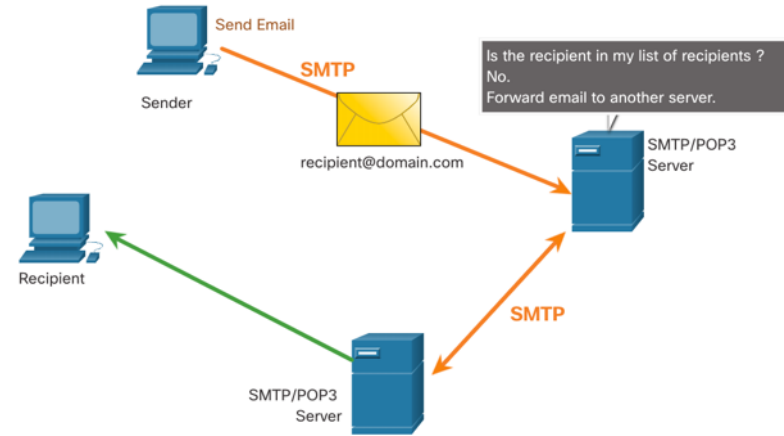 Send Email
SMTP
Sender
recipient@domain.com
Is the recipient in my list of recipients ?
No.
Forward email to another server.
SMTP/POP3
Server
Recipient
SMTP
SMTP/POP3
Server